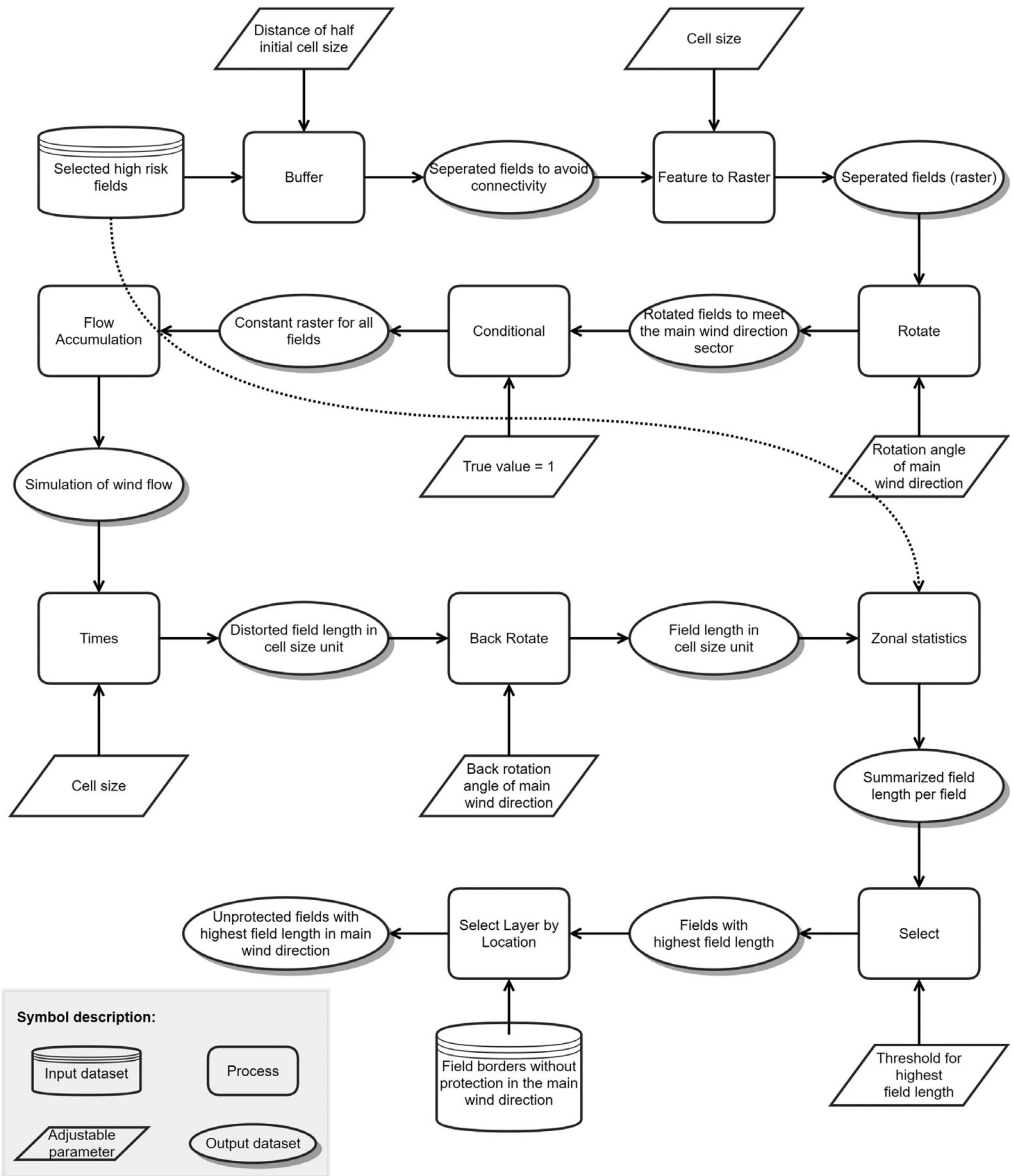 Distance of half
initial cell size
Cell size
Selected high risk
fields
Buffer
Seperated fields to avoid
connectivity
Feature to Raster
Seperated fields (raster)
Flow
Accumulation
Constant raster for all
fields
Conditional
Rotated fields to meet
the main wind direction
sector
Rotate
True value = 1
Rotation angle
of main
wind direction
Simulation of wind flow
Times
Distorted field length in
cell size unit
Back Rotate
Field length in
cell size unit
Zonal statistics
Cell size
Back rotation
angle of main
wind direction
Summarized field
length per field
Unprotected fields with
highest field length in main
wind direction
Select Layer by
Location
Fields with
highest field length
Select
Field borders without
protection in the main
wind direction
Threshold for
highest
field length
Symbol description:
Input dataset
Process
Adjustable
parameter
Output dataset